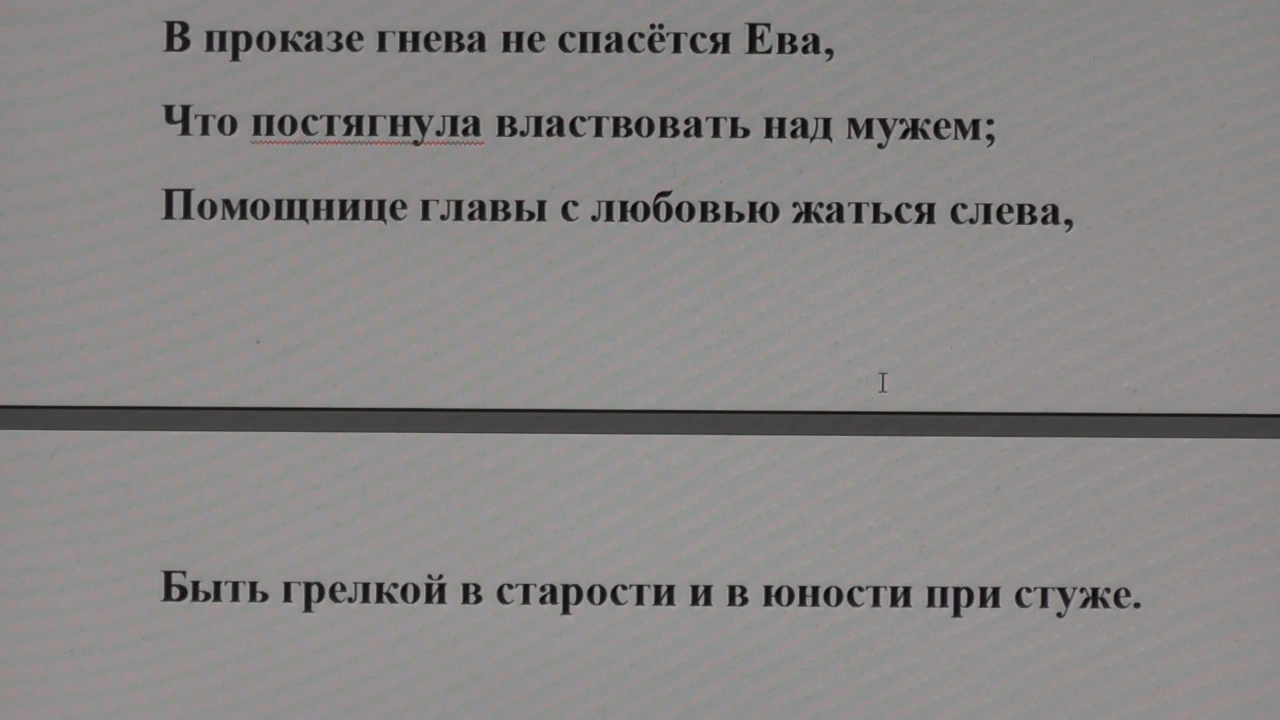 В проказе гнева не спасётся Ева,
Что постягнула властвовать над мужем;
Помощнице главы с любовью жаться слева,
Быть грелкой в старости и в юности при стуже.